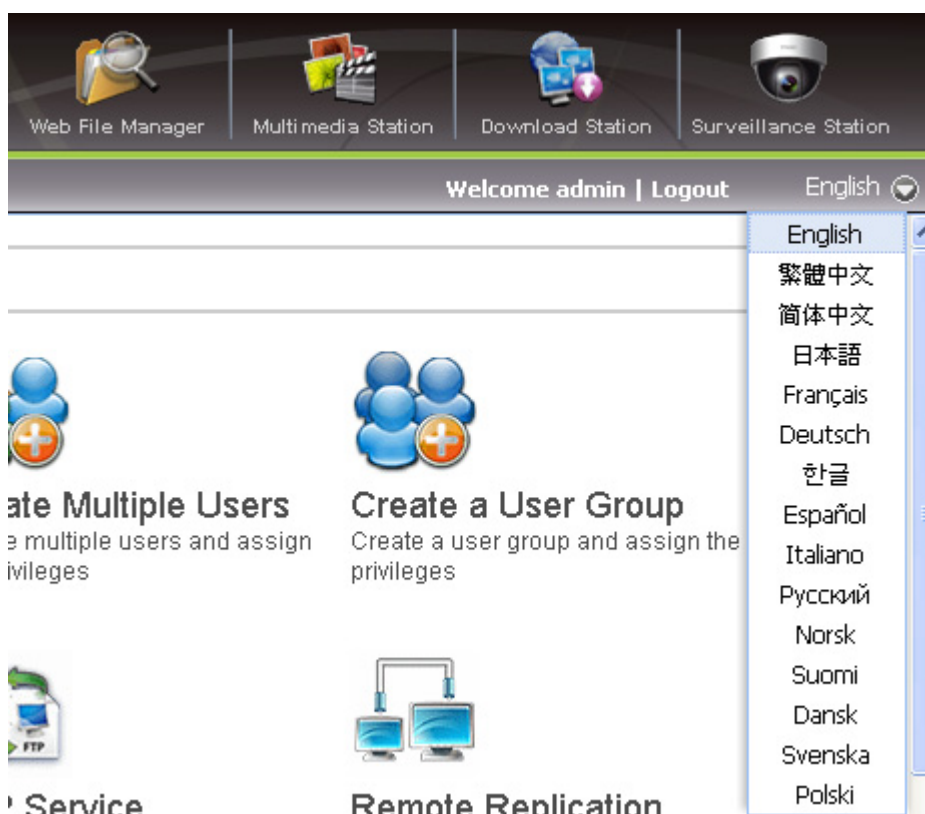 Web File Manager
Multimedia Station
Download Station
Surveillance Station
Welcome admin | Logout
English
English
繁體中文
简体中文
日本語
Français
Deutsch
한글
Español
Italiano
Русский
Norsk
Suomi
Dansk
Svenska
Polski
ate Multiple Users
e multiple users and assign
ivileges
Create a User Group
Create a user group and assign the
privileges
FTP
P Service
Remote Replication